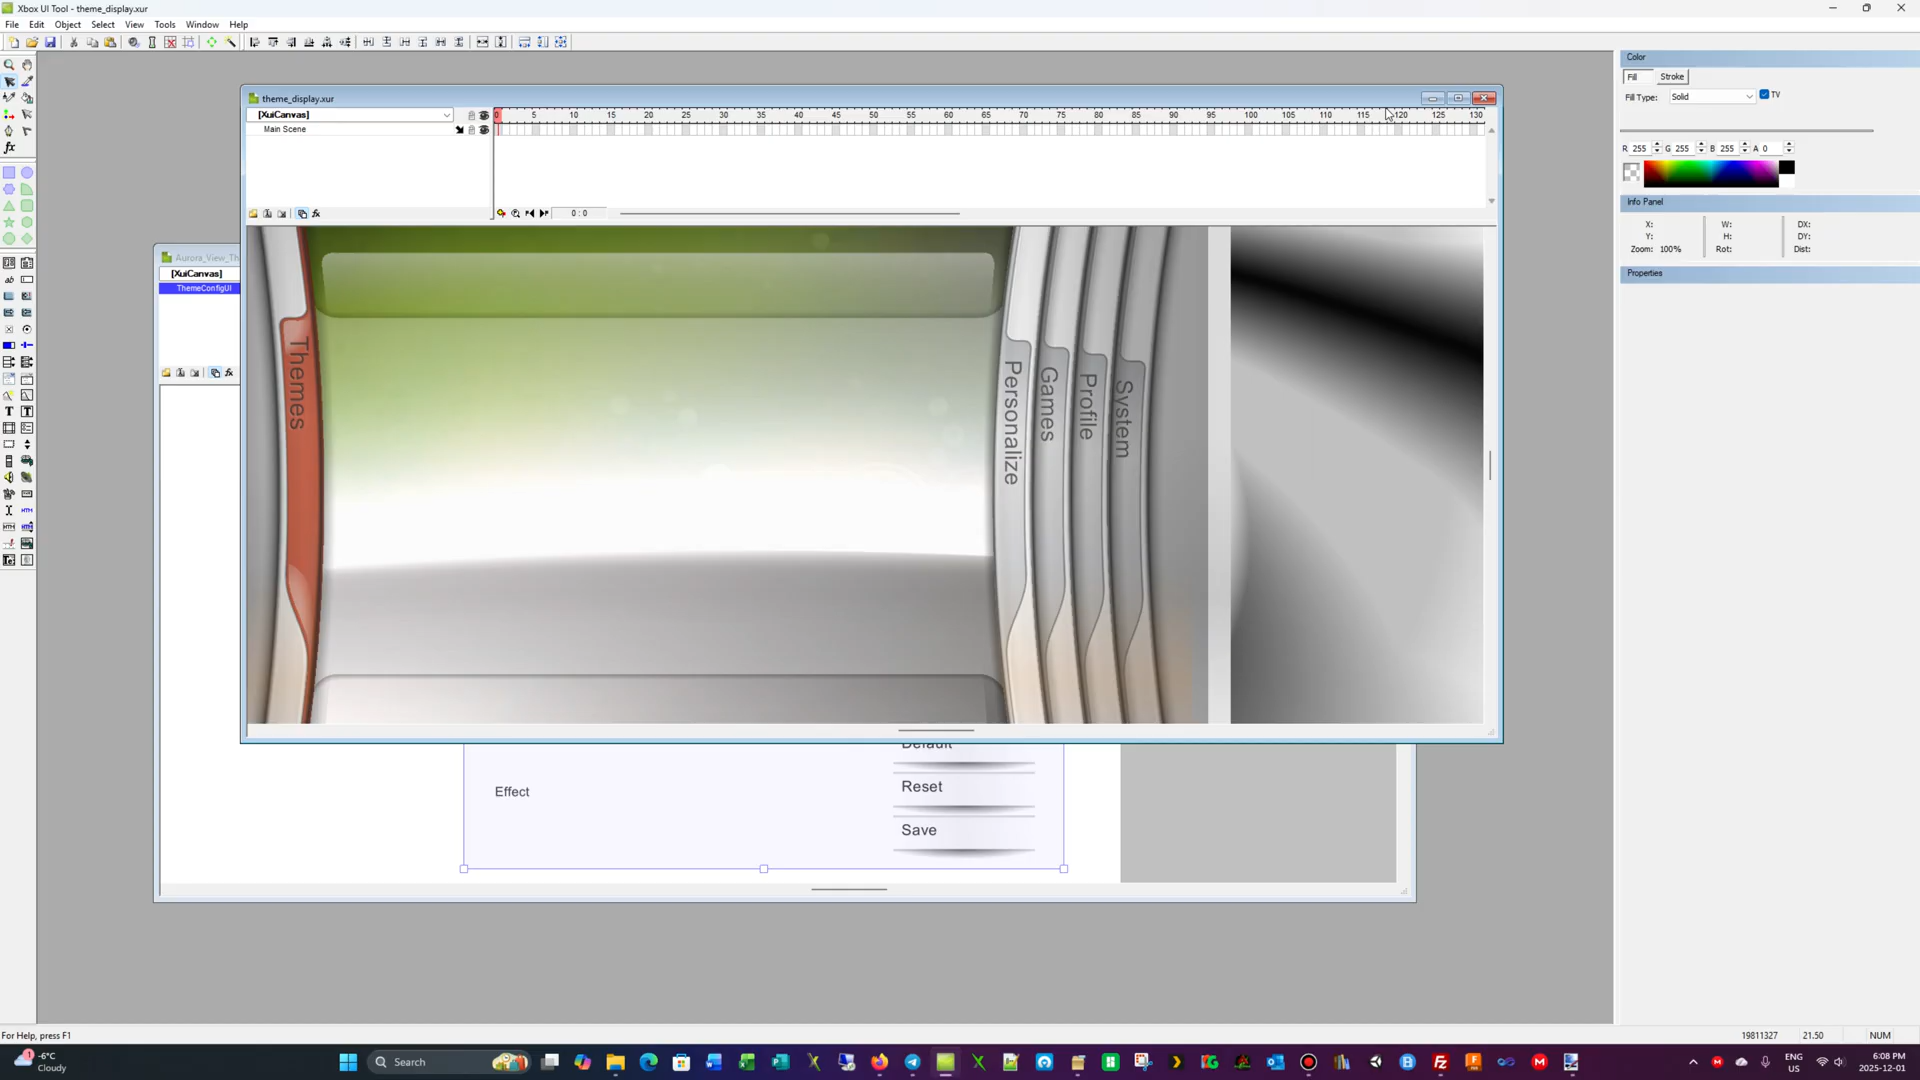 Xbox UI Tool - theme_display.xur
File Edit Object Select View Tools Window Help
theme_display.xur
[XuiCanvas]
0 5 10 15 20 25 30 35 40 45 50 55 60 65 70 75 80 85 90 95 100 105 110 115 120 125 130
Main Scene
fx
0 : 0
Aurora_View_Th
[XuiCanvas]
ThemeConfigUI
fx
Themes
Personalize
Games
Profile
System
Default
Effect
Reset
Save
Color
Fill Stroke
Fill Type: Solid TV
R 255 G 255 B 255 A 0
Info Panel
X: W: DX:
Y: H: DY:
Zoom: 100% Rot: Dist:
Properties
For Help, press F1
19811327 21.50 NUM
-6°C
Cloudy
Search
ENG
US
6:08 PM
2025-12-01